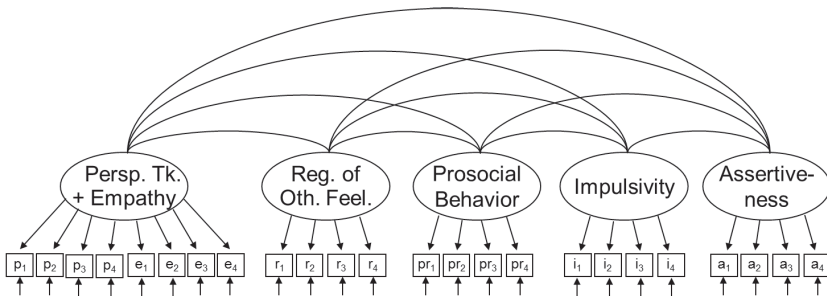 Persp. Tk.
+ Empathy
Reg. of
Oth. Feel.
Prosocial
Behavior
Impulsivity
Assertive-
ness
p1 p2 p3 p4 e1 e2 e3 e4 r1 r2 r3 r4 pr1 pr2 pr3 pr4 i1 i2 i3 i4 a1 a2 a3 a4